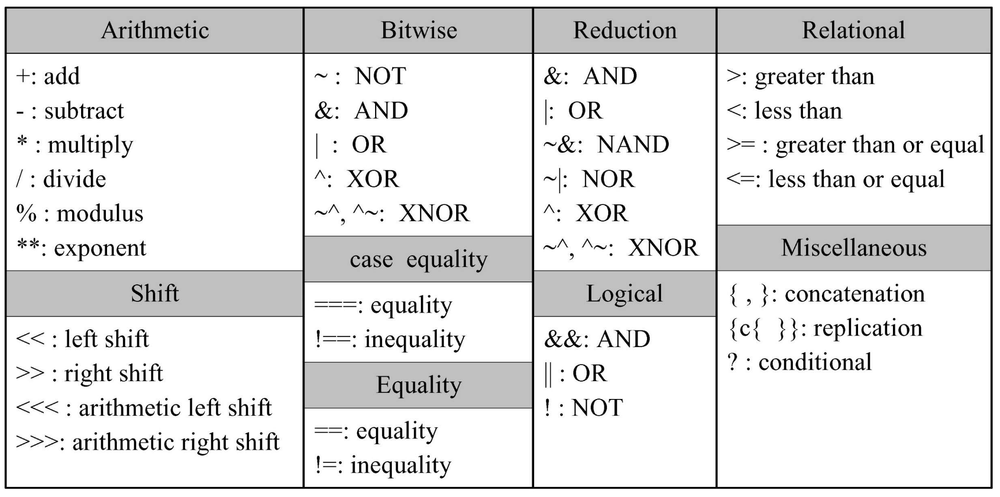 Arithmetic
+: add
- : subtract
* : multiply
/ : divide
% : modulus
**: exponent
Shift
<< : left shift
>> : right shift
<<< : arithmetic left shift
>>>: arithmetic right shift
Bitwise
~ : NOT
&: AND
| : OR
^: XOR
~^, ^~: XNOR
case equality
===: equality
!==: inequality
Equality
==: equality
!=: inequality
Reduction
&: AND
|: OR
~&: NAND
~|: NOR
^: XOR
~^, ^~: XNOR
Logical
&&: AND
|| : OR
! : NOT
Relational
>: greater than
<: less than
>= : greater than or equal
<=: less than or equal
Miscellaneous
{ , }: concatenation
{c{ }}: replication
? : conditional